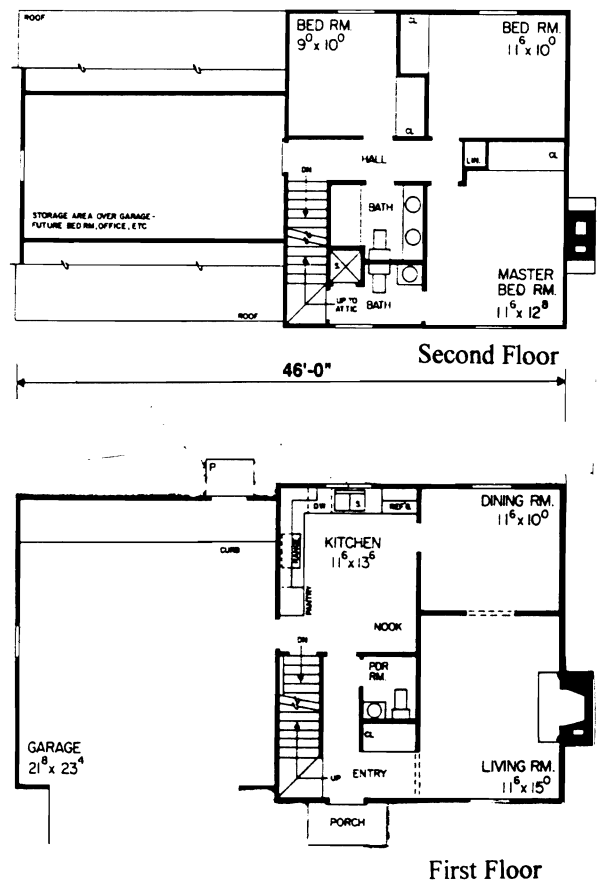 ROOF
BED RM.
9⁰ x 10⁰
CL
BED RM.
11⁶ x 10⁰
CL
HALL
LIN.
CL
DN
STORAGE AREA OVER GARAGE-
FUTURE BED RM, OFFICE, ETC
BATH
S.
UP TO
ATTIC
BATH
MASTER
BED RM.
11⁶ x 12⁸
ROOF
Second Floor
46'-0"
P
CURB
DW
S.
REF'G.
KITCHEN
11⁶ x 13⁶
RANGE
PANTRY
NOOK
DINING RM.
11⁶ x 10⁰
DN
PDR
RM.
CL
GARAGE
21⁸ x 23⁴
UP
ENTRY
LIVING RM.
11⁶ x 15⁰
PORCH
First Floor